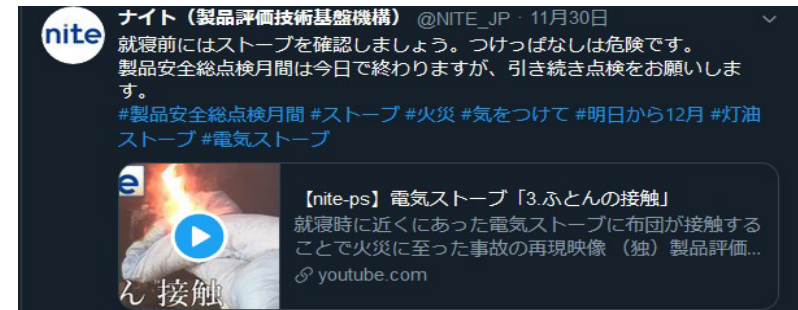 nite
ナイト（製品評価技術基盤機構） @NITE_JP · 11月30日
就寝前にはストーブを確認しましょう。つけっぱなしは危険です。
製品安全総点検月間は今日で終わりますが、引き続き点検をお願いしま
す。
#製品安全総点検月間 #ストーブ #火災 #気をつけて #明日から12月 #灯油
ストーブ #電気ストーブ
e
ん 接触
【nite-ps】電気ストーブ「3.ふとんの接触」
就寝時に近くにあった電気ストーブに布団が接触する
ことで火災に至った事故の再現映像 （独）製品評価...
youtube.com